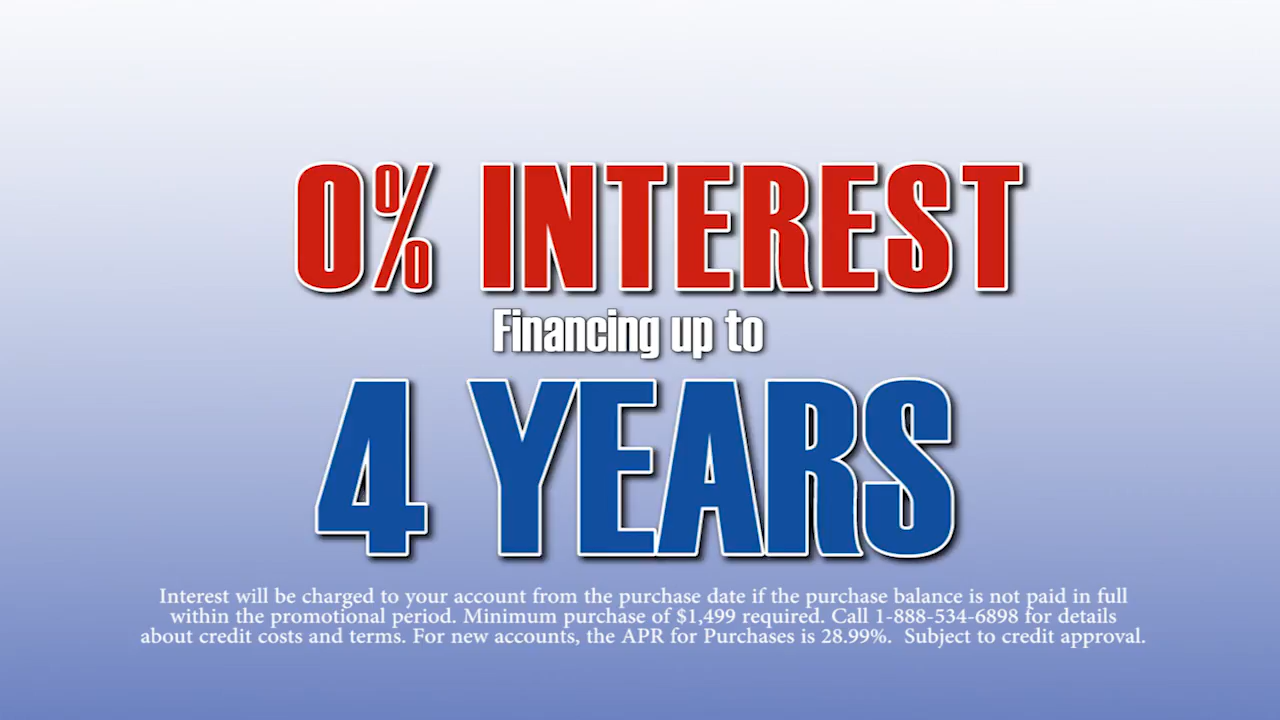 0% INTEREST
Financing up to
4 YEARS
Interest will be charged to your account from the purchase date if the purchase balance is not paid in full
within the promotional period. Minimum purchase of $1,499 required. Call 1-888-534-6898 for details
about credit costs and terms. For new accounts, the APR for Purchases is 28.99%.  Subject to credit approval.